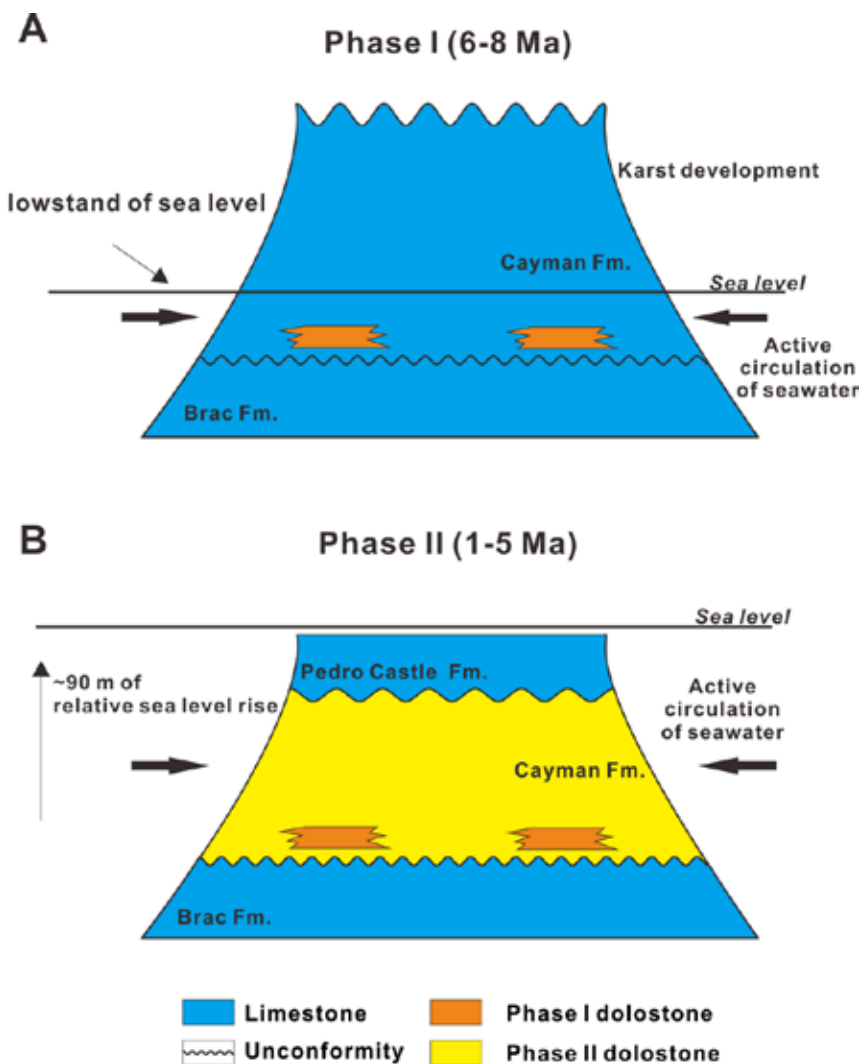 A
Phase I (6-8 Ma)
Karst development
lowstand of sea level
Cayman Fm.
Sea level
Active
circulation
of seawater
Brac Fm.
B
Phase II (1-5 Ma)
Sea level
Pedro Castle Fm.
~90 m of
relative sea level rise
Active
circulation
of seawater
Cayman Fm.
Brac Fm.
Limestone
Phase I dolostone
Unconformity
Phase II dolostone